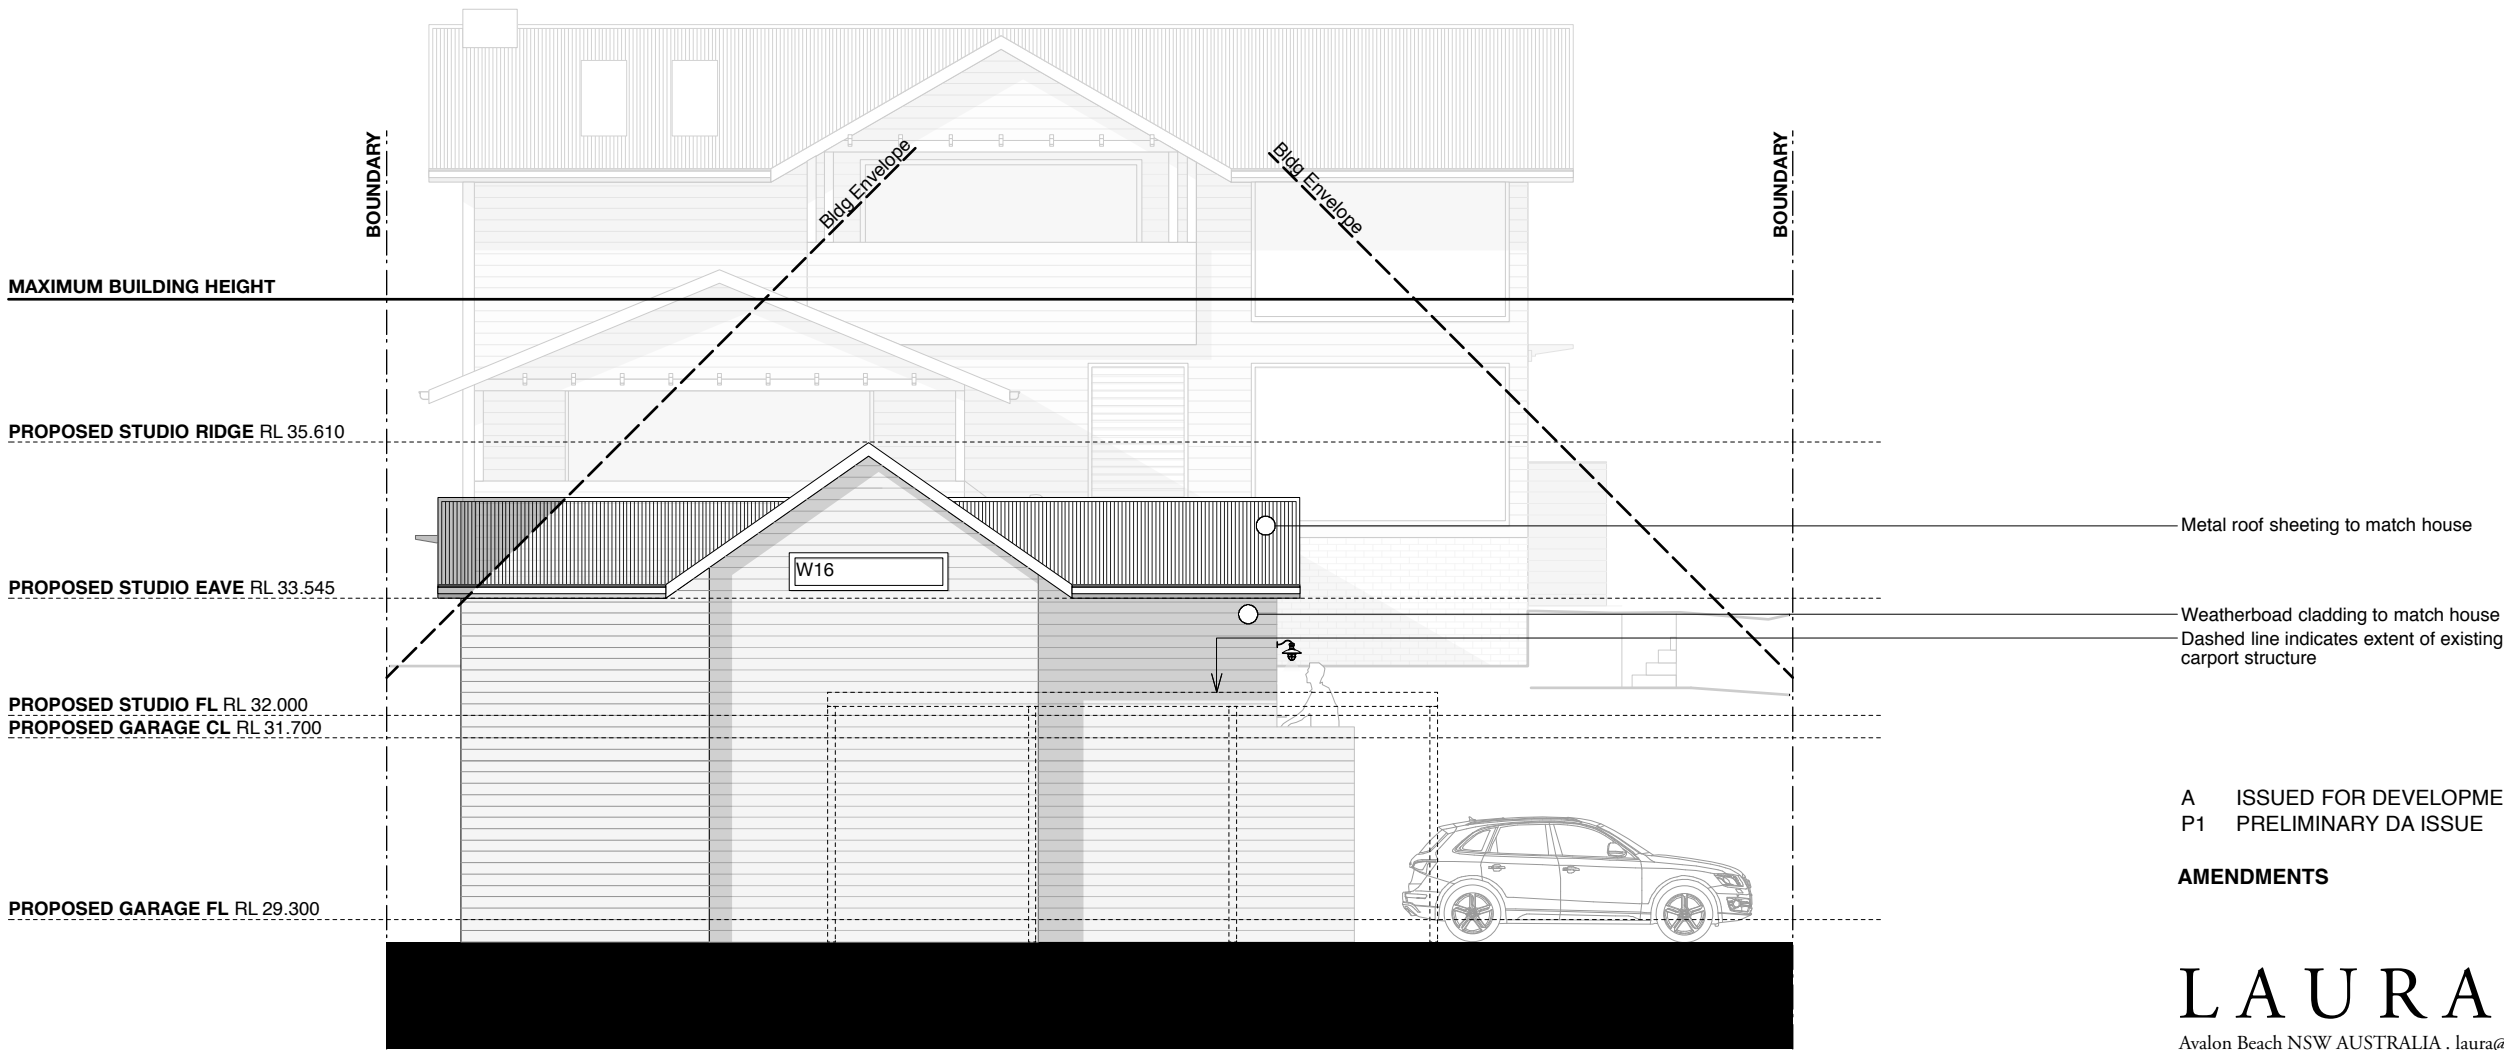 BOUNDARY
Bldg Envelope
Bldg Envelope
BOUNDARY
MAXIMUM BUILDING HEIGHT
PROPOSED STUDIO RIDGE RL 35.610
Metal roof sheeting to match house
W16
PROPOSED STUDIO EAVE RL 33.545
Weatherboad cladding to match house
Dashed line indicates extent of existing
carport structure
PROPOSED STUDIO FL RL 32.000
PROPOSED GARAGE CL RL 31.700
A ISSUED FOR DEVELOPME
P1 PRELIMINARY DA ISSUE
AMENDMENTS
PROPOSED GARAGE FL RL 29.300
LAURA
Avalon Beach NSW AUSTRALIA . laura@